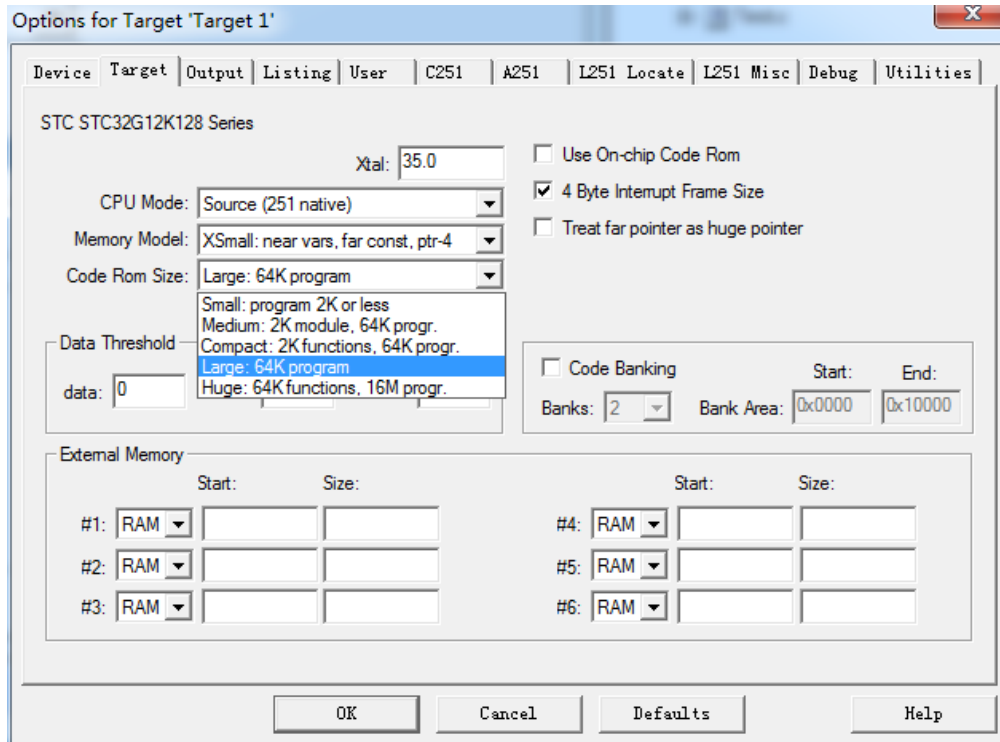 Options for Target 'Target 1'
Device Target Output Listing User C251 A251 L251 Locate L251 Misc Debug Utilities
STC STC32G12K128 Series
Xtal: 35.0
Use On-chip Code Rom
CPU Mode: Source (251 native)
4 Byte Interrupt Frame Size
Memory Model: XSmall: near vars, far const, ptr-4
Treat far pointer as huge pointer
Code Rom Size: Large: 64K program
Small: program 2K or less
Medium: 2K module, 64K progr.
Compact: 2K functions, 64K progr.
Large: 64K program
Huge: 64K functions, 16M progr.
Data Threshold
data: 0
Code Banking Start: End:
Banks: 2 Bank Area: 0x0000 0x10000
External Memory
Start: Size: Start: Size:
#1: RAM #4: RAM
#2: RAM #5: RAM
#3: RAM #6: RAM
OK Cancel Defaults Help